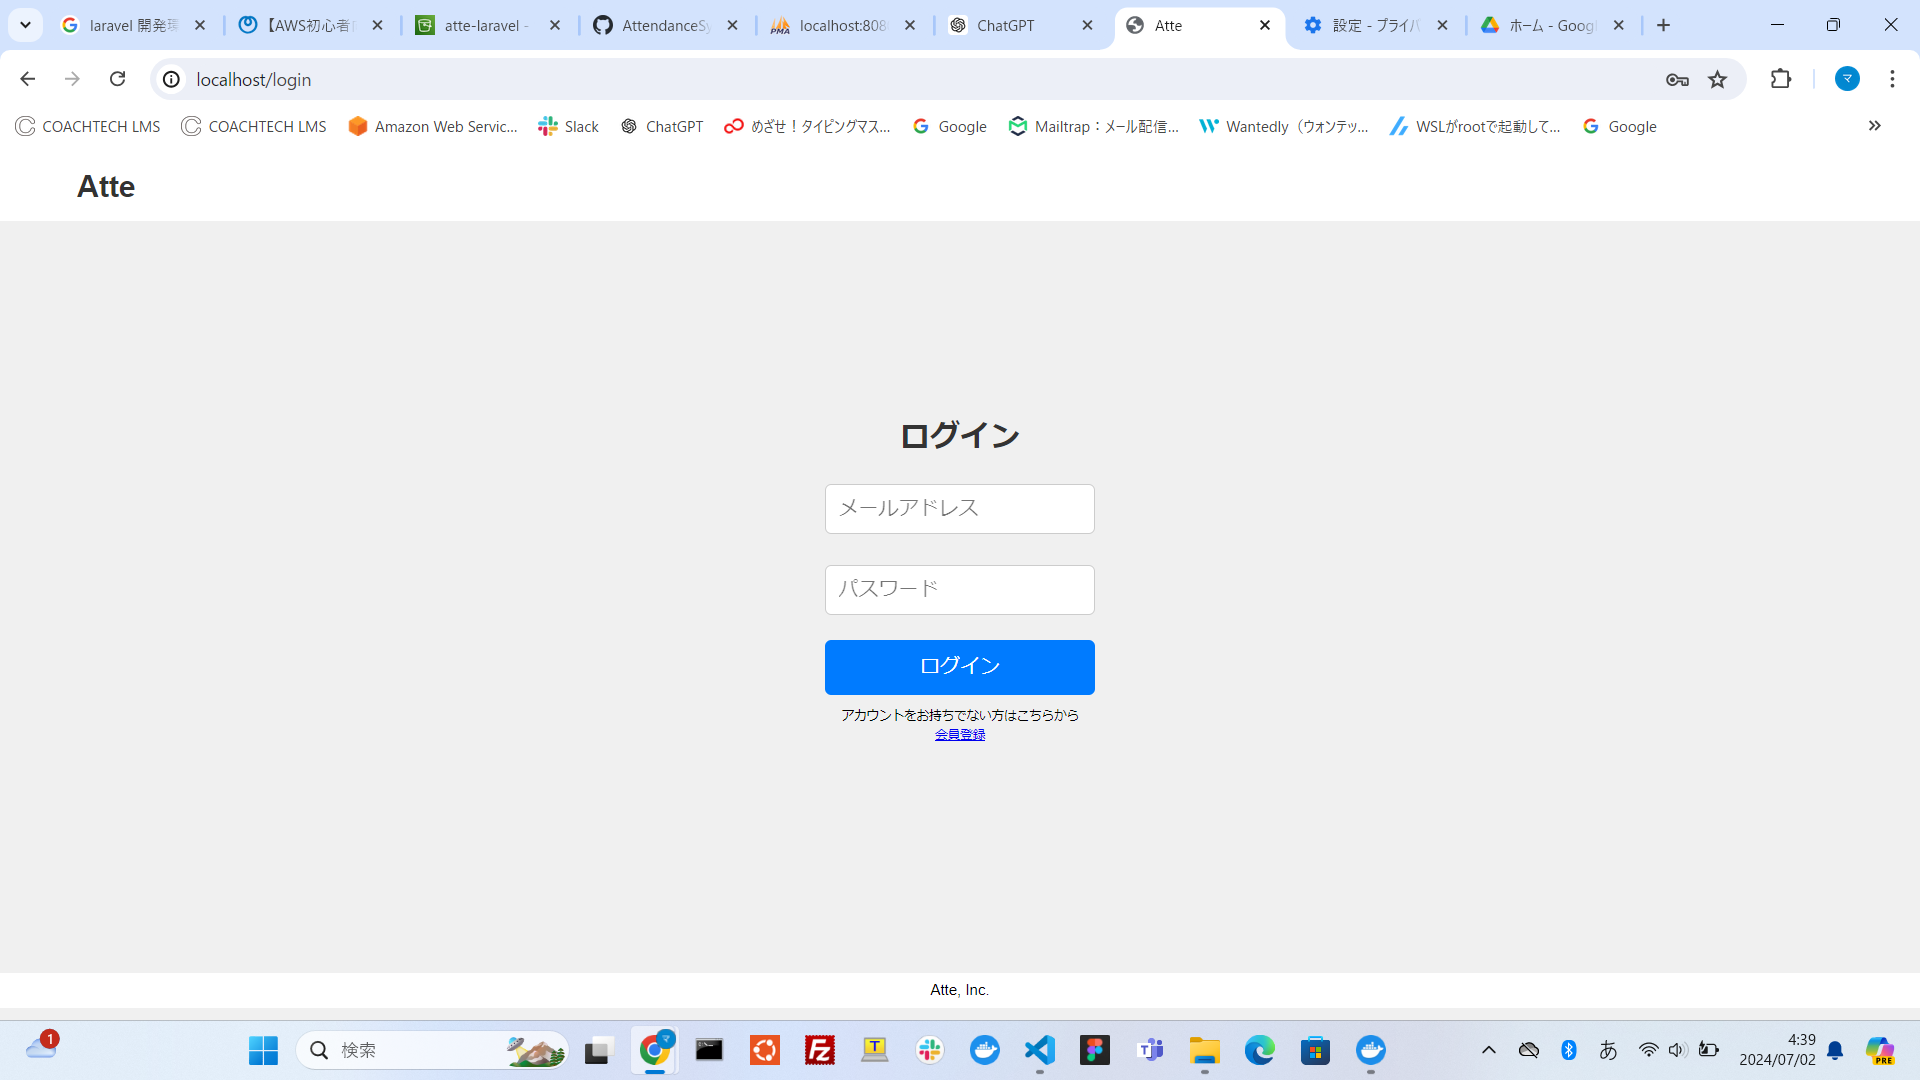 laravel 開発環
【AWS初心者向
atte-laravel -
AttendanceSy
localhost:808
ChatGPT
Atte
設定 - プライバ
ホーム - Googl
localhost/login
マ
COACHTECH LMS
COACHTECH LMS
Amazon Web Servic...
Slack
ChatGPT
めざせ！タイピングマス...
Google
Mailtrap：メール配信...
Wantedly（ウォンテッ...
WSLがrootで起動して...
Google
Atte
ログイン
メールアドレス
パスワード
ログイン
アカウントをお持ちでない方はこちらから
会員登録
Atte, Inc.
1
検索
あ
4:39
2024/07/02
PRE